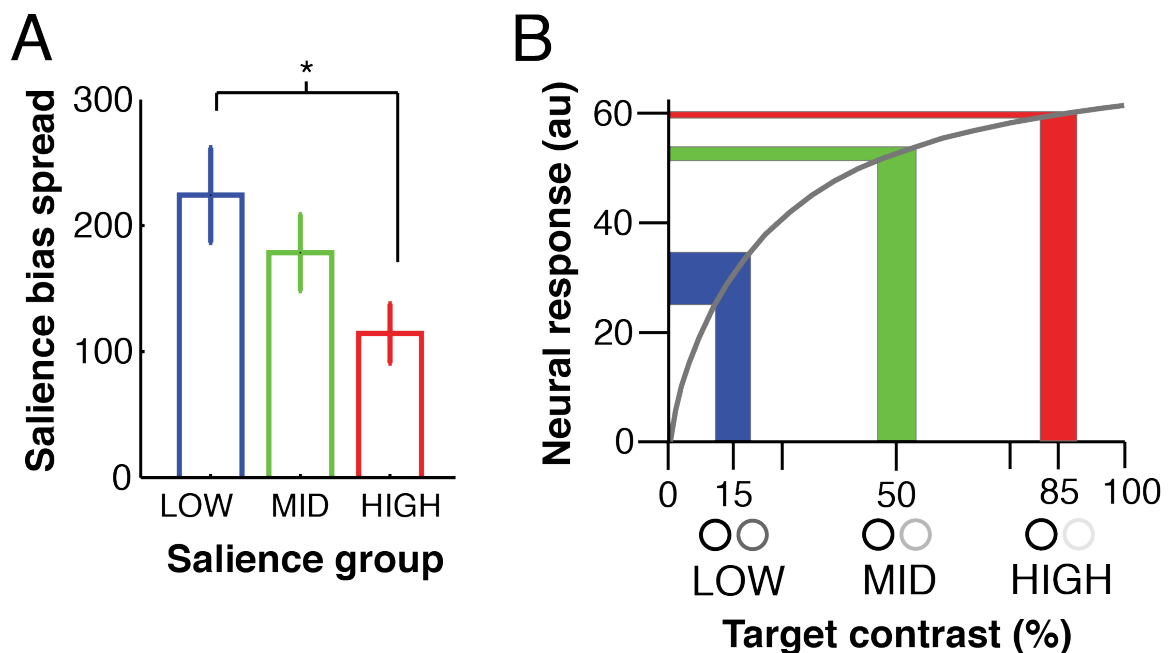 A
Salience bias spread
300
200
100
0
*
LOW MID HIGH
Salience group
B
Neural response (au)
60
40
20
0
0 15 50 85 100
LOW MID HIGH
Target contrast (%)